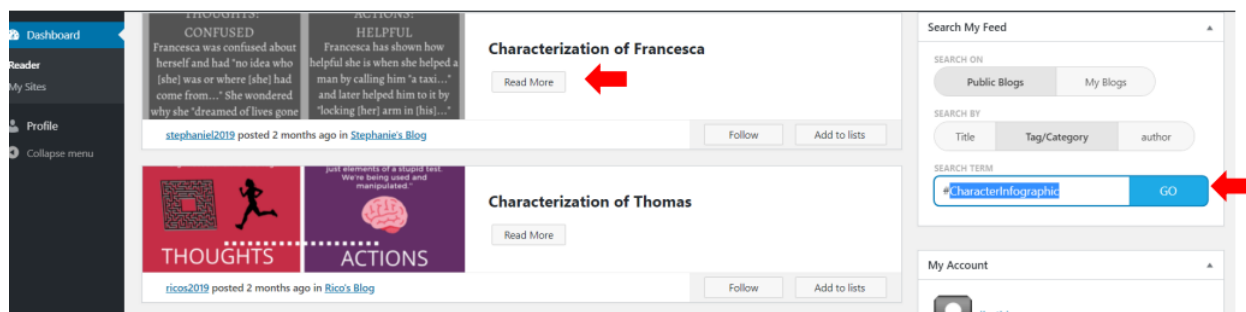 Dashboard
Reader
My Sites
Profile
Collapse menu
THOUGHTS:
CONFUSED
Francesca was confused about
herself and had "no idea who
[she] was or where [she] had
come from..." She wondered
why she "dreamed of lives gone
ACTIONS:
HELPFUL
Francesca has shown how
helpful she is when she helped a
man by calling him "a taxi..."
and later helped him to it by
"locking [her] arm in [his]..."
Characterization of Francesca
Read More
stephaniel2019 posted 2 months ago in Stephanie's Blog
Follow
Add to lists
THOUGHTS
just elements of a stupid test.
We're being used and
manipulated."
ACTIONS
Characterization of Thomas
Read More
ricos2019 posted 2 months ago in Rico's Blog
Follow
Add to lists
Search My Feed
SEARCH ON
Public Blogs
My Blogs
SEARCH BY
Title
Tag/Category
author
SEARCH TERM
#CharacterInfographic
GO
My Account